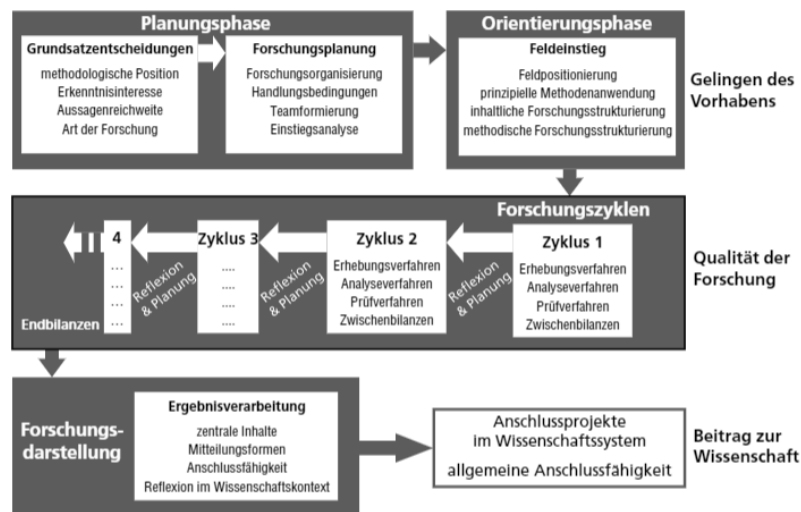 Planungsphase
Grundsatzentscheidungen
methodologische Position
Erkenntnisinteresse
Aussagenreichweite
Art der Forschung
Forschungsplanung
Forschungsorganisierung
Handlungsbedingungen
Teamformierung
Einstiegsanalyse
Orientierungsphase
Feldeinstieg
Feldpositionierung
prinzipielle Methodenanwendung
inhaltliche Forschungsstrukturierung
methodische Forschungsstrukturierung
Gelingen des
Vorhabens
Forschungszyklen
Zyklus 1
Erhebungsverfahren
Analyseverfahren
Prüfverfahren
Zwischenbilanzen
Reflexion
& Planung
Zyklus 2
Erhebungsverfahren
Analyseverfahren
Prüfverfahren
Zwischenbilanzen
Reflexion
& Planung
Zyklus 3
....
....
....
....
Reflexion
& Planung
4
...
...
...
...
Endbilanzen
Qualität der
Forschung
Forschungs-
darstellung
Ergebnisverarbeitung
zentrale Inhalte
Mitteilungsformen
Anschlussfähigkeit
Reflexion im Wissenschaftskontext
Anschlussprojekte
im Wissenschaftssystem
allgemeine Anschlussfähigkeit
Beitrag zur
Wissenschaft